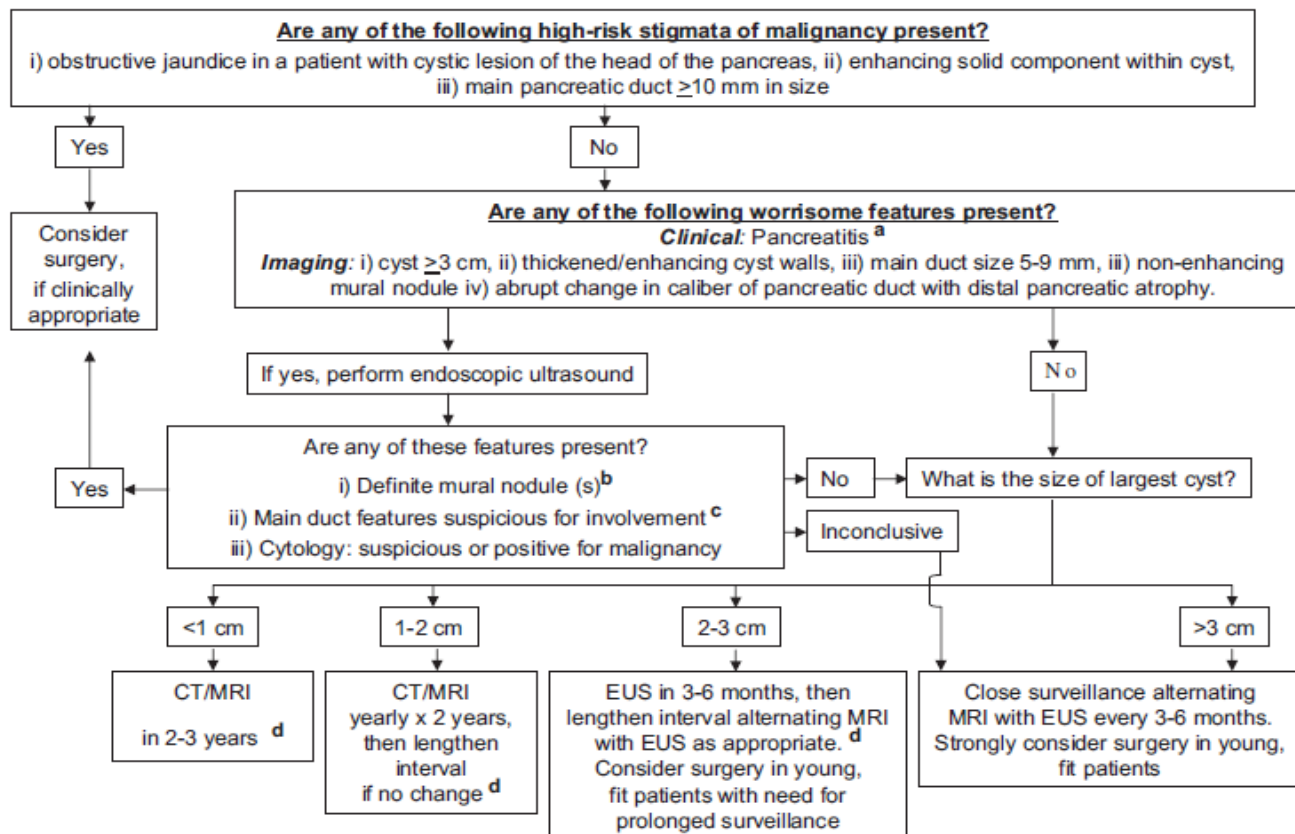 Are any of the following high-risk stigmata of malignancy present?
i) obstructive jaundice in a patient with cystic lesion of the head of the pancreas, ii) enhancing solid component within cyst,
iii) main pancreatic duct ≥10 mm in size
Yes
No
Consider
surgery,
if clinically
appropriate
Are any of the following worrisome features present?
Clinical: Pancreatitis a
Imaging: i) cyst ≥3 cm, ii) thickened/enhancing cyst walls, iii) main duct size 5-9 mm, iii) non-enhancing
mural nodule iv) abrupt change in caliber of pancreatic duct with distal pancreatic atrophy.
If yes, perform endoscopic ultrasound
No
Are any of these features present?
i) Definite mural nodule (s) b
ii) Main duct features suspicious for involvement c
iii) Cytology: suspicious or positive for malignancy
Yes
No
Inconclusive
What is the size of largest cyst?
<1 cm
1-2 cm
2-3 cm
>3 cm
CT/MRI
in 2-3 years d
CT/MRI
yearly x 2 years,
then lengthen
interval
if no change d
EUS in 3-6 months, then
lengthen interval alternating MRI
with EUS as appropriate. d
Consider surgery in young,
fit patients with need for
prolonged surveillance
Close surveillance alternating
MRI with EUS every 3-6 months.
Strongly consider surgery in young,
fit patients